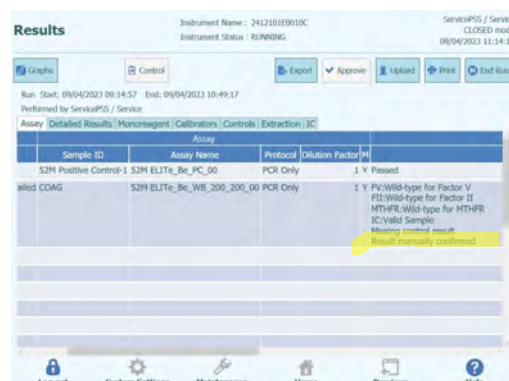 Results
Instrument Name : 2412101E0010C
Instrument Status : RUNNING
ServicePSS / Service
CLOSED mod
09/04/2023 11:14:1
Graphs
Control
Export
Approve
Upload
Print
End Run
Run Start: 09/04/2023 09:14:57 End: 09/04/2023 10:49:17
Performed by ServicePSS / Service
Assay Detailed Results Monoreagent Calibrators Controls Extraction IC
Assay
Sample ID Assay Name Protocol Dilution Factor M
S2M Positive Control-1 S2M ELITe_Be_PC_00 PCR Only 1 Y Passed
ailed COAG S2M ELITe_Be_WB_200_200_00 PCR Only 1 Y FV:Wild-type for Factor V
FII:Wild-type for Factor II
MTHFR:Wild-type for MTHFR
IC:Valid Sample
Missing control result
Result manually confirmed
Help